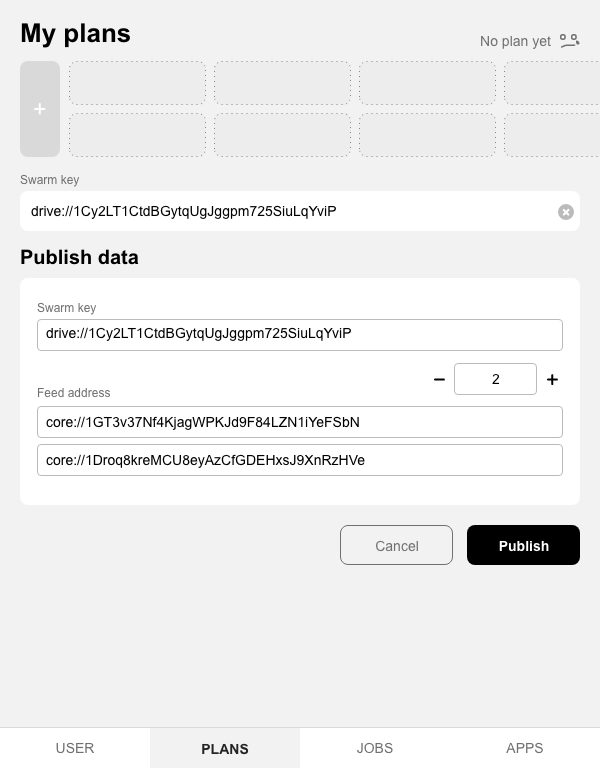 My plans
No plan yet
+
Swarm key
drive://1Cy2LT1CtdBGytqUgJggpm725SiuLqYviP
Publish data
Swarm key
drive://1Cy2LT1CtdBGytqUgJggpm725SiuLqYviP
− 2 +
Feed address
core://1GT3v37Nf4KjagWPKJd9F84LZN1iYeFSbN
core://1Droq8kreMCU8eyAzCfGDEHxsJ9XnRzHVe
Cancel Publish
USER PLANS JOBS APPS